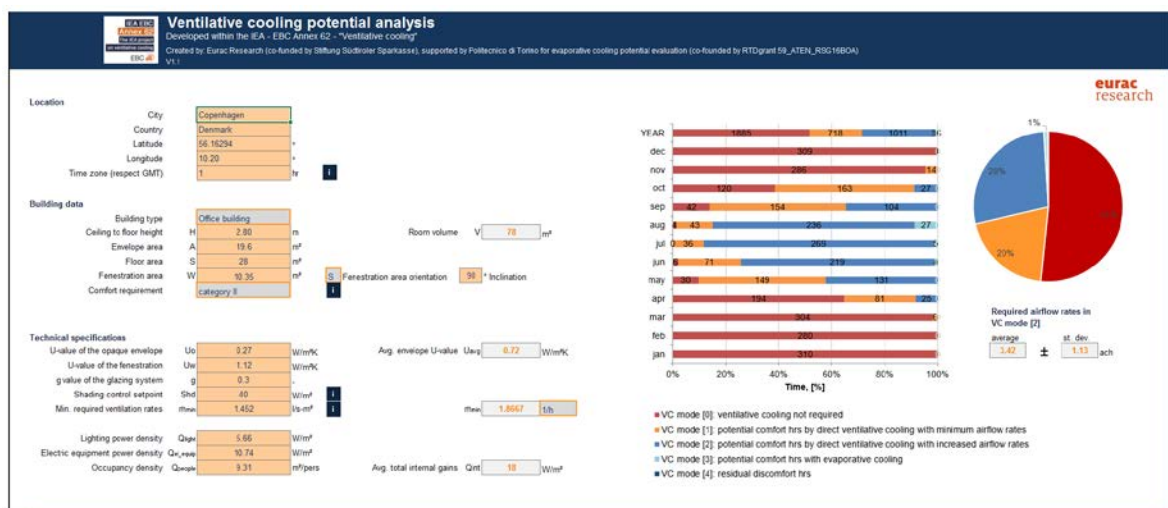 IEA EBC
Annex 62
The IEA project
on ventilative cooling
EBC
Ventilative cooling potential analysis
Developed within the IEA - EBC Annex 62 - "Ventilative cooling"
Created by: Eurac Research (co-funded by Stiftung Südtiroler Sparkasse), supported by Politecnico di Torino for evaporative cooling potential evaluation (co-founded by RTDgrant 59_ATEN_RSG16BOA)
V1.1
eurac
research
Location
City Copenhagen
Country Denmark
Latitude 56.16294 °
Longitude 10.20 °
Time zone (respect GMT) 1 hr i
Building data
Building type Office building
Ceiling to floor height H 2.80 m Room volume V 78 m³
Envelope area A 19.6 m²
Floor area S 28 m²
Fenestration area W 10.35 m² S Fenestration area orientation 90 ° Inclination
Comfort requirement category II i
Technical specifications
U-value of the opaque envelope Uo 0.27 W/m²K Avg. envelope U-value Uavg 0.72 W/m²K
U-value of the fenestration Uw 1.12 W/m²K
g value of the glazing system g 0.3 -
Shading control setpoint Shd 40 W/m² i
Min. required ventilation rates ṁmin 1.452 l/s-m² i ṁmin 1.8667 1/h
Lighting power density Qlight 5.66 W/m²
Electric equipment power density Qel_equip 10.74 W/m²
Occupancy density Qpeople 9.31 m²/pers Avg. total internal gains Qint 18 W/m²
YEAR 1885 718 1011
dec 309
nov 286 14
oct 120 163 27
sep 42 154 104
aug 43 236 27
jul 0 36 269
jun 71 219
may 30 149 131
apr 194 81 25
mar 304
feb 280
jan 310
0% 20% 40% 60% 80% 100%
Time, [%]
1%
28%
20%
Required airflow rates in
VC mode [2]
average st. dev.
3.42 ± 1.13 ach
VC mode [0]: ventilative cooling not required
VC mode [1]: potential comfort hrs by direct ventilative cooling with minimum airflow rates
VC mode [2]: potential comfort hrs by direct ventilative cooling with increased airflow rates
VC mode [3]: potential comfort hrs with evaporative cooling
VC mode [4]: residual discomfort hrs